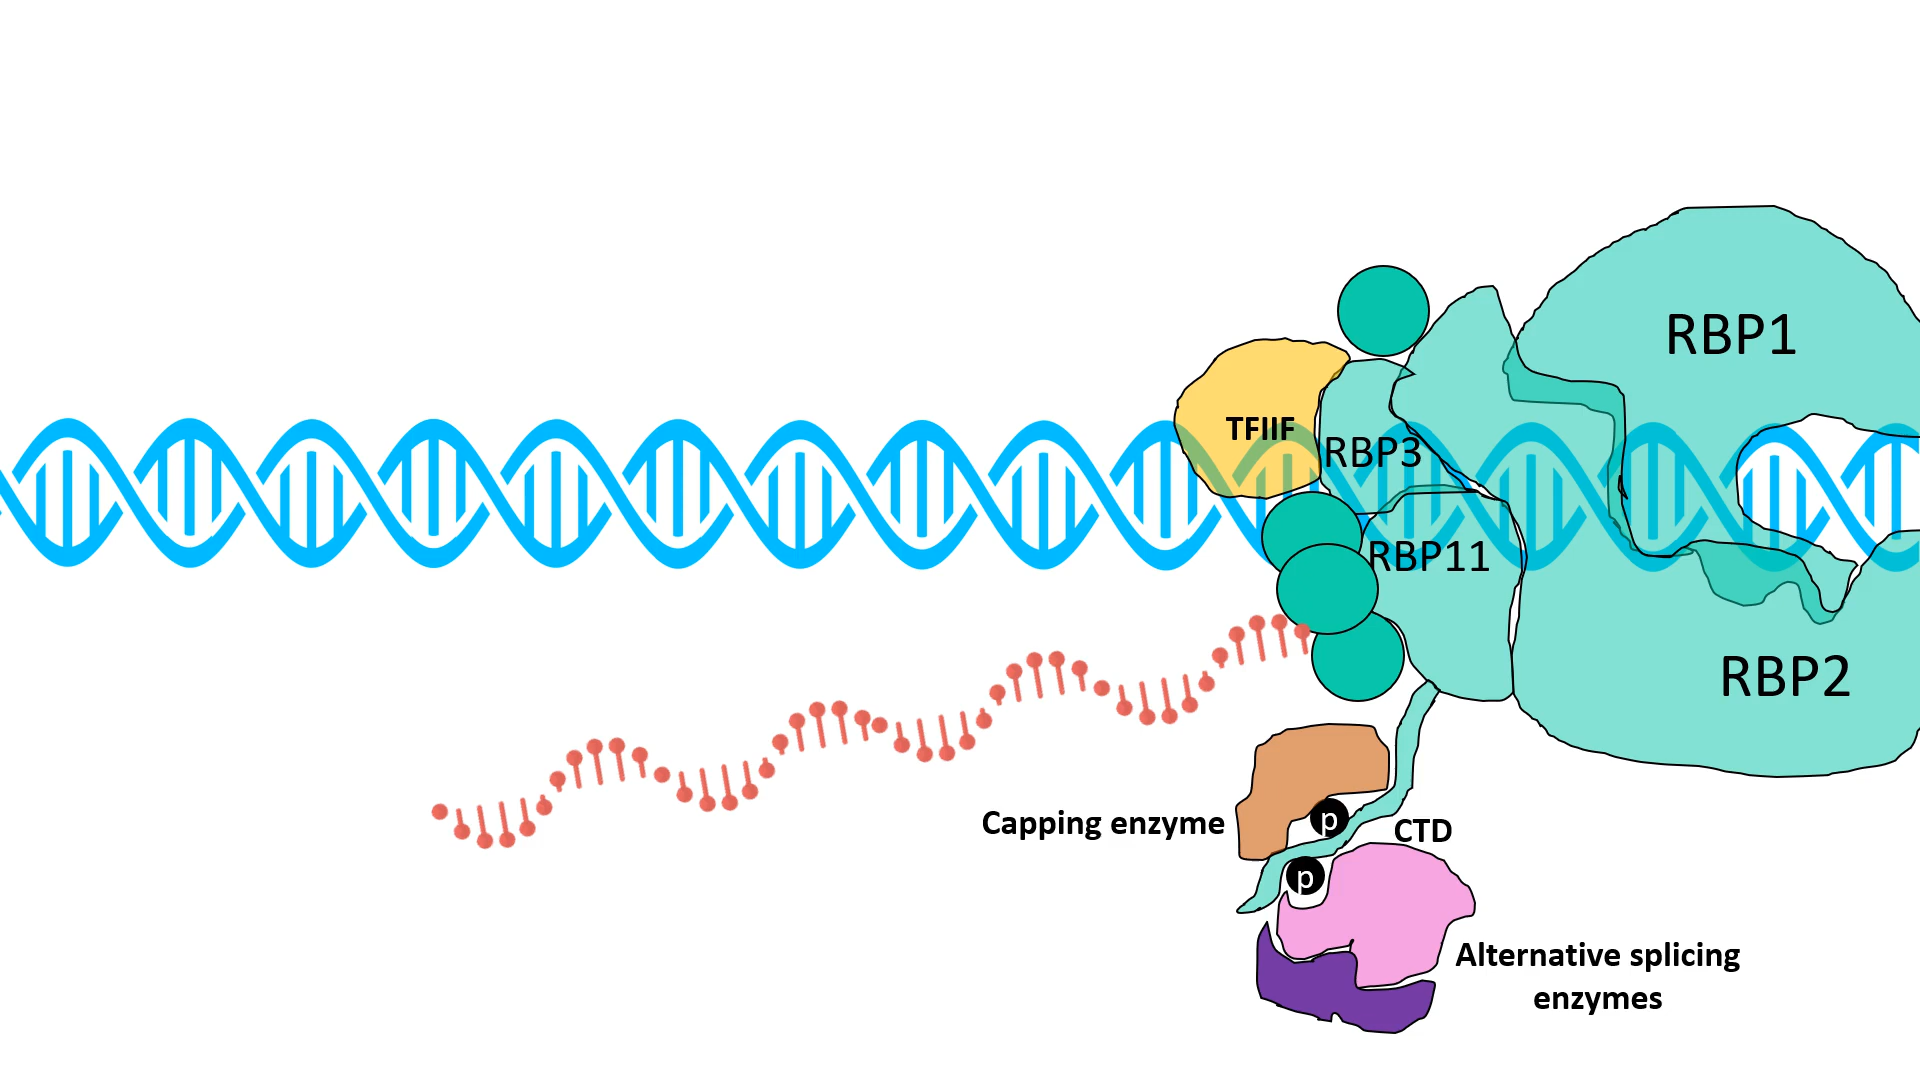 RBP1
TFIIF
RBP3
RBP11
RBP2
Capping enzyme
p
CTD
p
Alternative splicing
enzymes